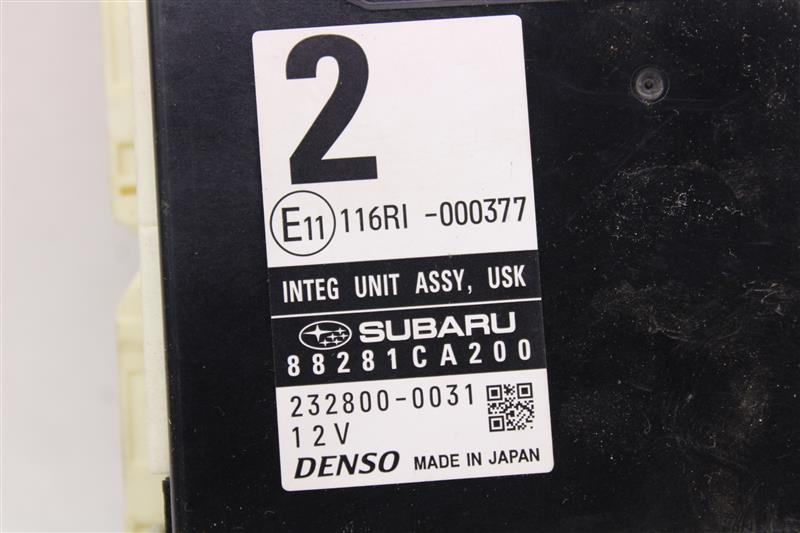 2
E11 116RI -000377
INTEG UNIT ASSY, USK
SUBARU
88281CA200
232800-0031
12V
DENSO MADE IN JAPAN